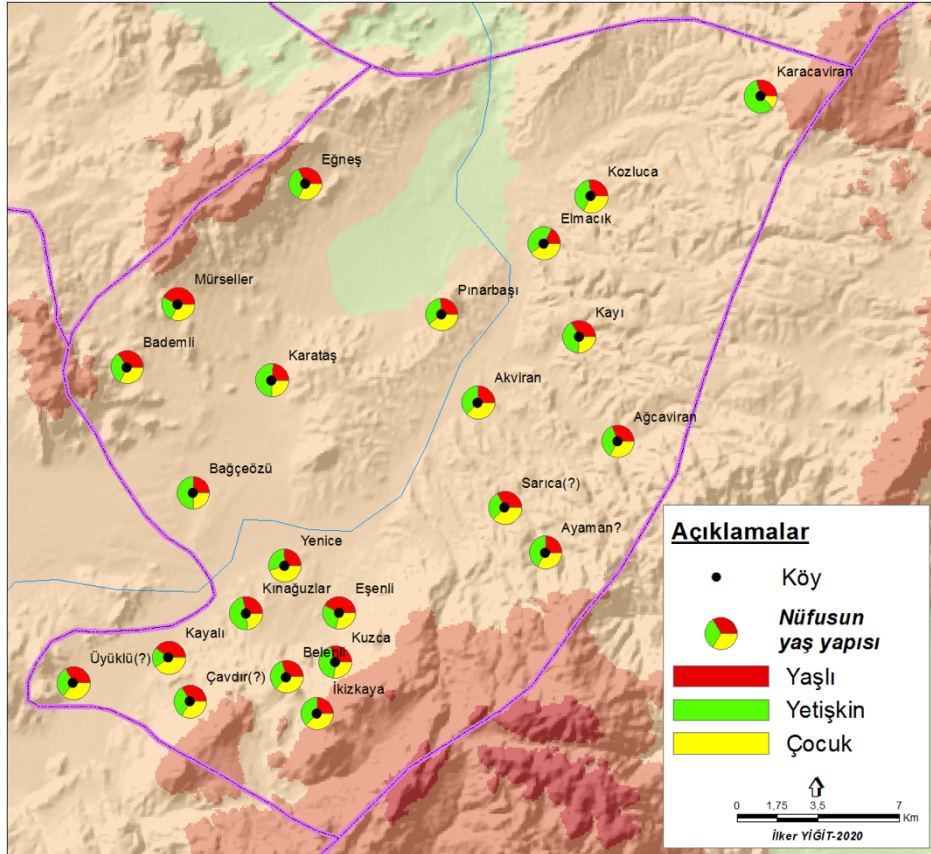 Karacaviran
Eğneş
Kozluca
Elmacık
Mürseller
Pınarbaşı
Kayı
Bademli
Karataş
Akviran
Ağcaviran
Bağçeözü
Sarıca(?)
Ayaman?
Yenice
Kınağuzlar
Eşenli
Kayalı
Kuzca
Belenli
Üyüklü(?)
Çavdır(?)
İkizkaya
Açıklamalar
Köy
Nüfusun
yaş yapısı
Yaşlı
Yetişkin
Çocuk
0 1,75 3,5 7
Km
İlker YİĞİT-2020